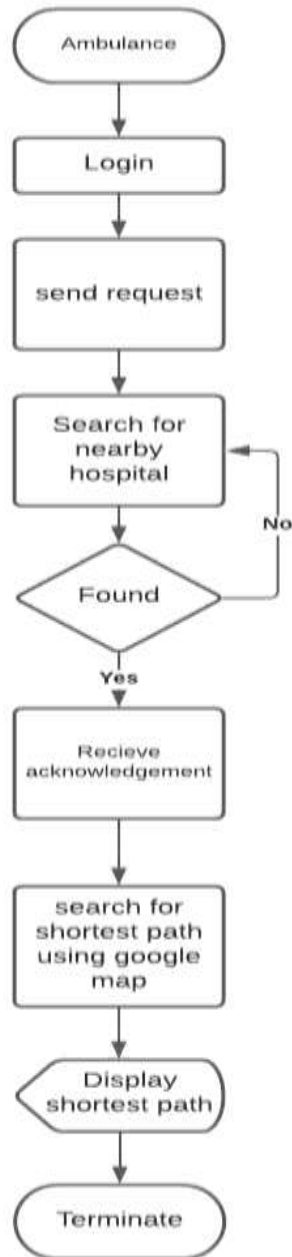 Ambulance
Login
send request
Search for
nearby
hospital
No
Found
Yes
Recieve
acknowledgement
search for
shortest path
using google
map
Display
shortest path
Terminate